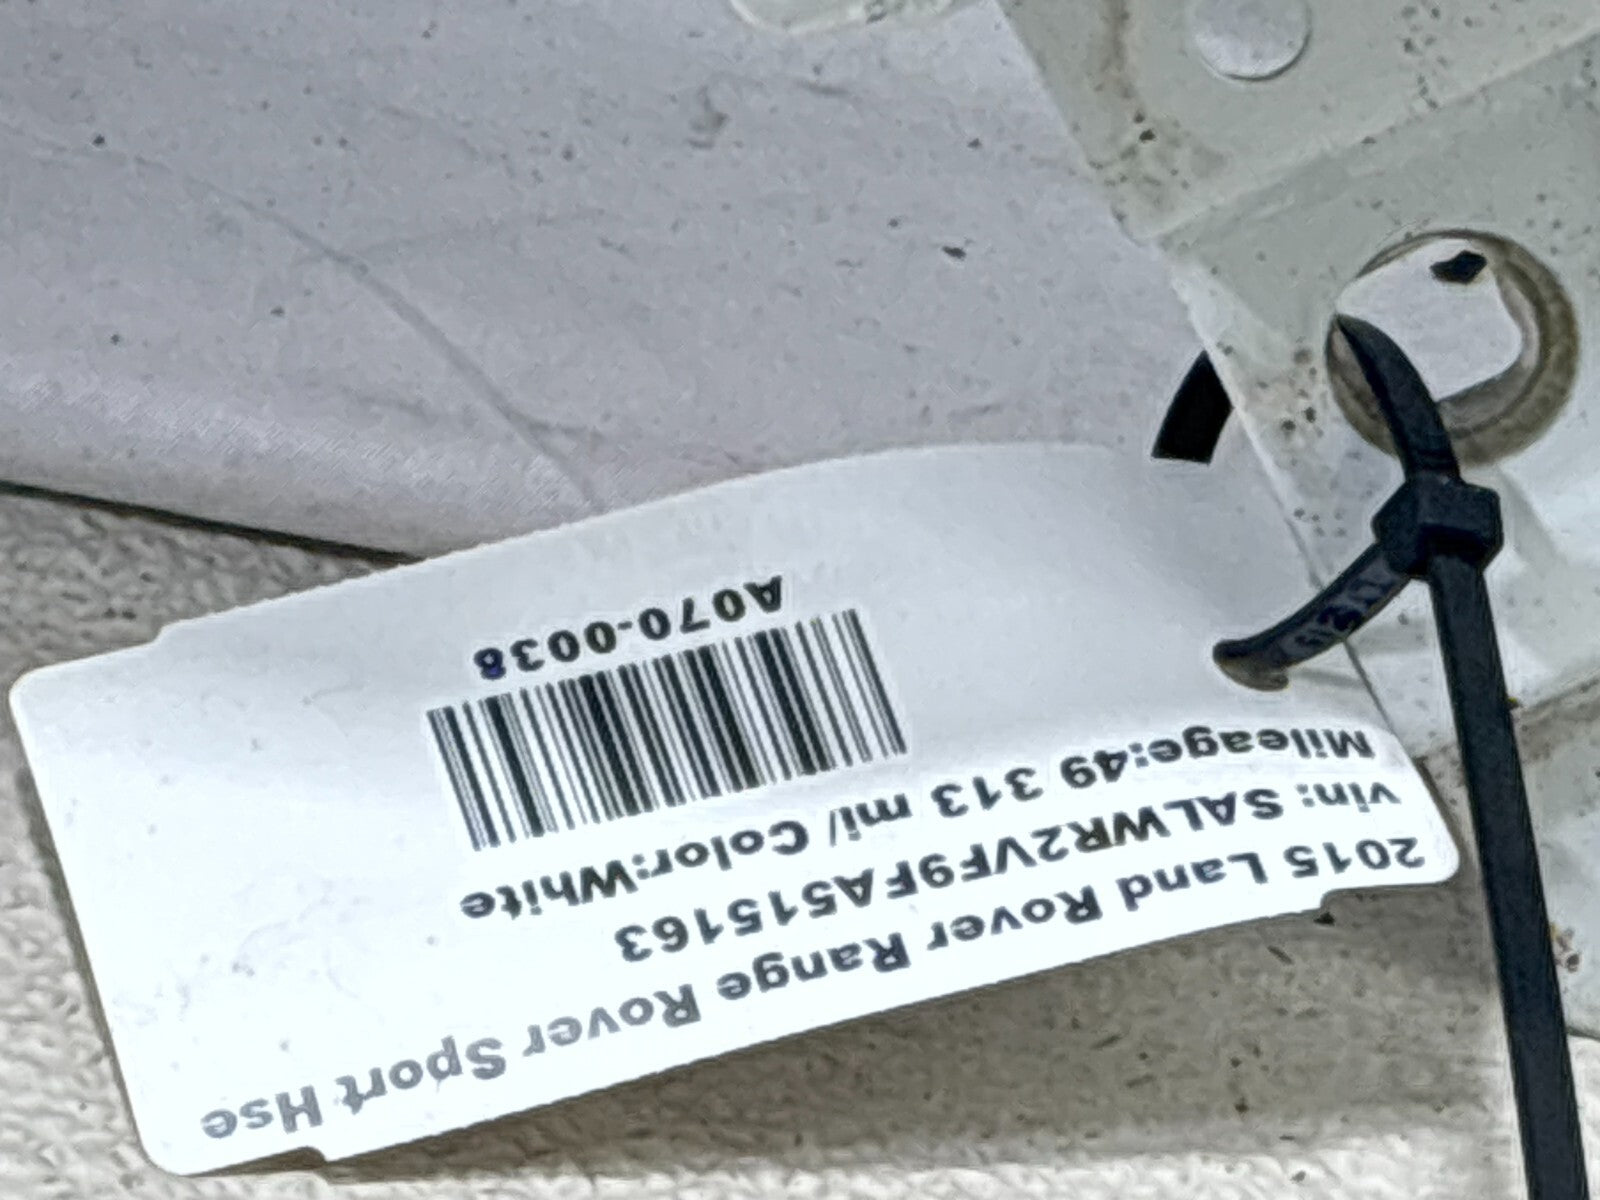 2015 Land Rover Range Rover Sport Hse
vin: SALWR2VF9FA515163
Mileage:49 313 mi/ Color:White
A070-0038